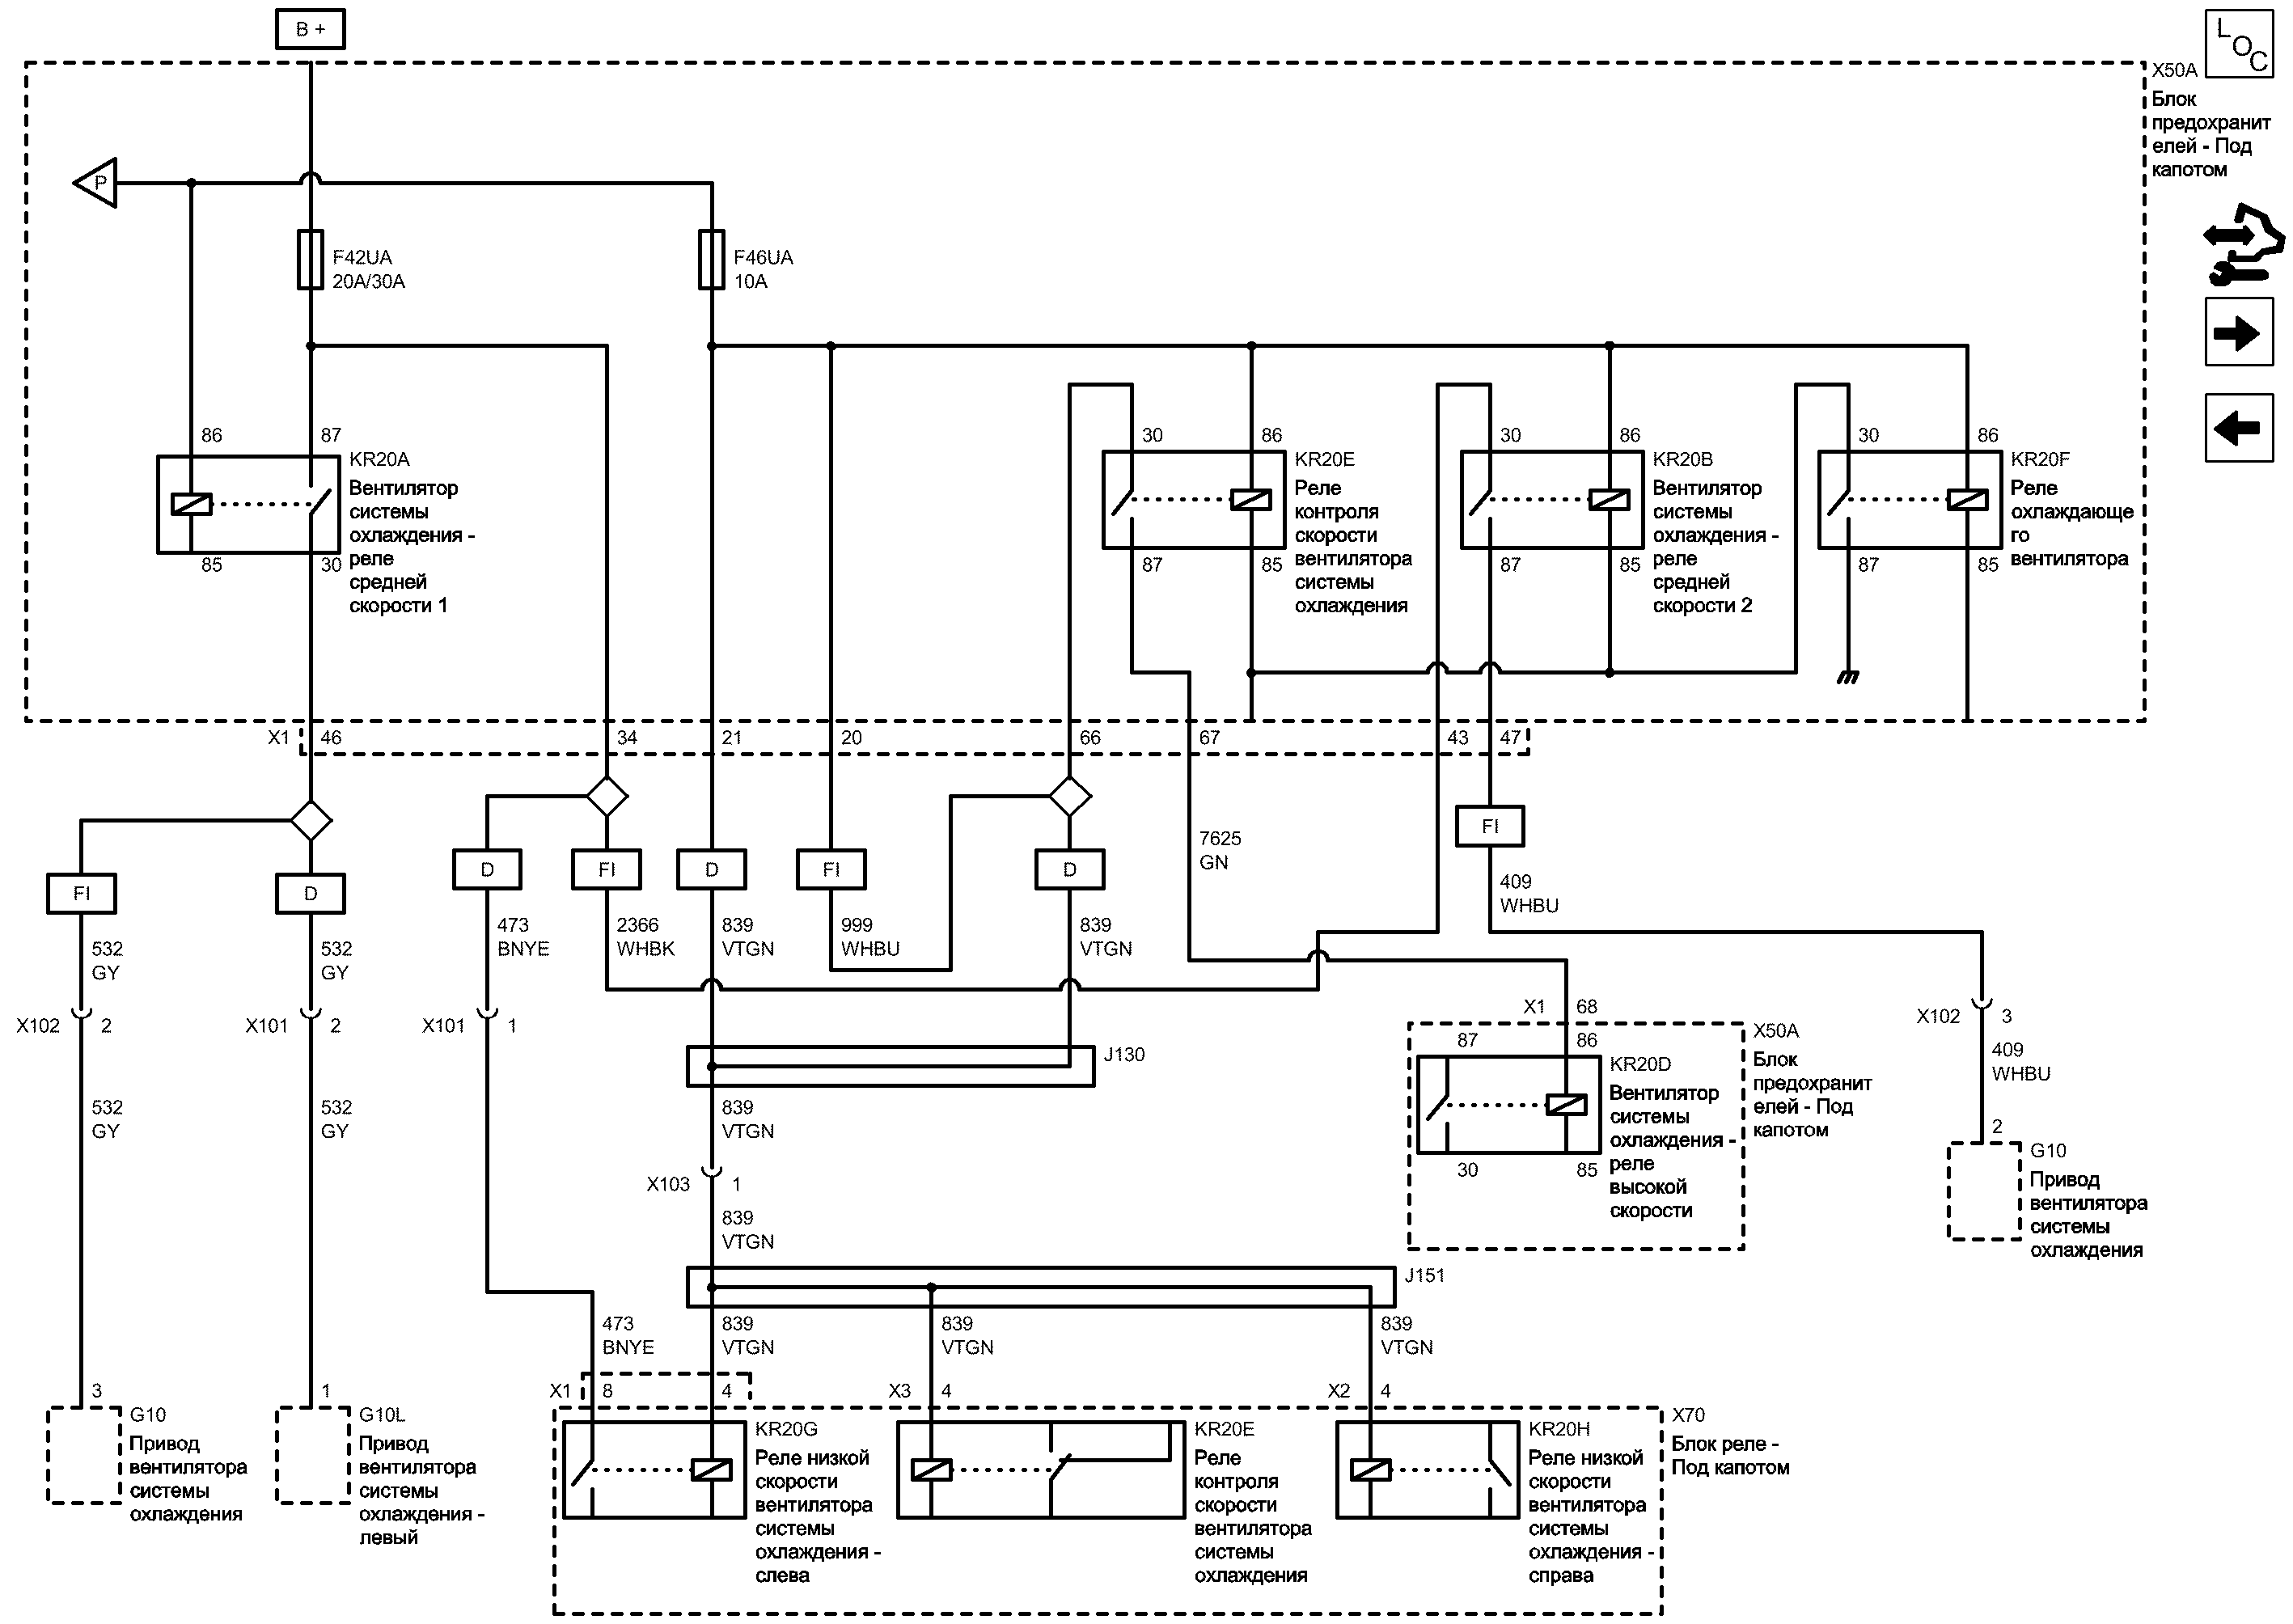 B +
LOC
X50A
Блок
предохранит
елей - Под
капотом
P
F42UA
20A/30A
F46UA
10A
86
87
KR20A
Вентилятор
системы
охлаждения -
реле
средней
скорости 1
85
30
30
86
KR20E
Реле
контроля
скорости
вентилятора
системы
охлаждения
87
85
30
86
KR20B
Вентилятор
системы
охлаждения -
реле
средней
скорости 2
87
85
30
86
KR20F
Реле
охлаждающе
го
вентилятора
87
85
X1
46
34
21
20
66
67
43
47
FI
D
D
FI
D
FI
D
FI
532
GY
532
GY
473
BNYE
2366
WHBK
839
VTGN
999
WHBU
839
VTGN
7625
GN
409
WHBU
X102
2
X101
2
X101
1
X1
68
X102
3
J130
532
GY
532
GY
839
VTGN
87
86
KR20D
Вентилятор
системы
охлаждения -
реле
высокой
скорости
30
85
X50A
Блок
предохранит
елей - Под
капотом
409
WHBU
2
G10
Привод
вентилятора
системы
охлаждения
X103
1
839
VTGN
J151
473
BNYE
839
VTGN
839
VTGN
839
VTGN
3
G10
Привод
вентилятора
системы
охлаждения
1
G10L
Привод
вентилятора
системы
охлаждения -
левый
X1
8
4
X3
4
X2
4
KR20G
Реле низкой
скорости
вентилятора
системы
охлаждения -
слева
KR20E
Реле
контроля
скорости
вентилятора
системы
охлаждения
KR20H
Реле низкой
скорости
вентилятора
системы
охлаждения -
справа
X70
Блок реле -
Под капотом